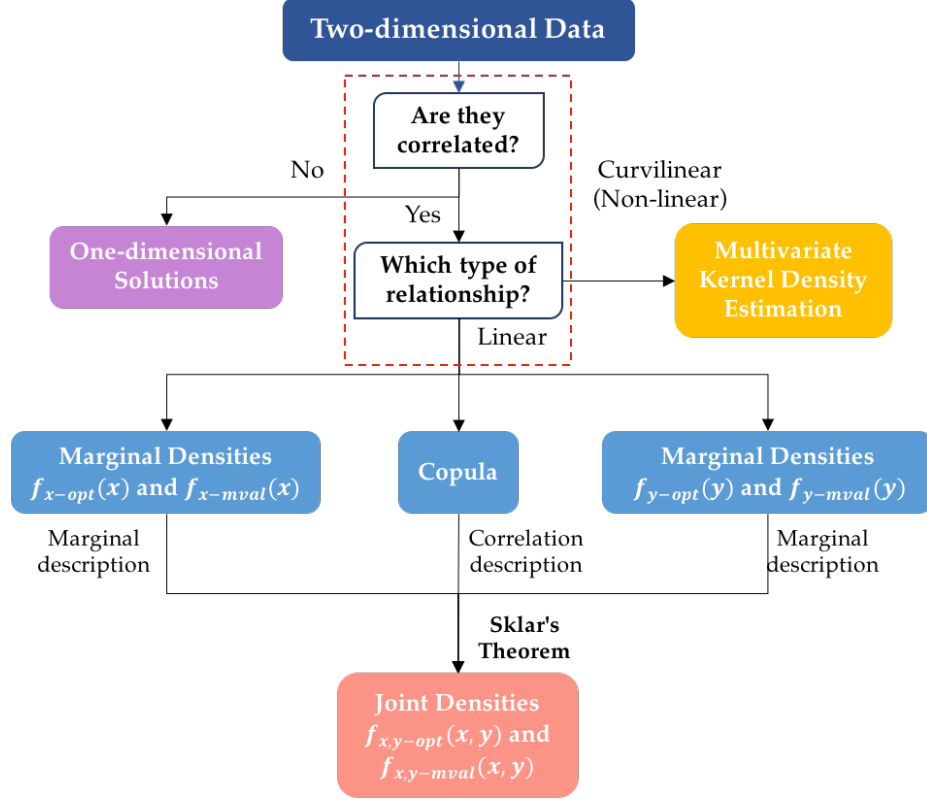 Two-dimensional Data
Are they
correlated?
No
Curvilinear
(Non-linear)
Yes
One-dimensional
Solutions
Which type of
relationship?
Multivariate
Kernel Density
Estimation
Linear
Marginal Densities
f_{x-opt}(x) and f_{x-mval}(x)
Copula
Marginal Densities
f_{y-opt}(y) and f_{y-mval}(y)
Marginal
description
Correlation
description
Marginal
description
Sklar's
Theorem
Joint Densities
f_{x,y-opt}(x, y) and
f_{x,y-mval}(x, y)